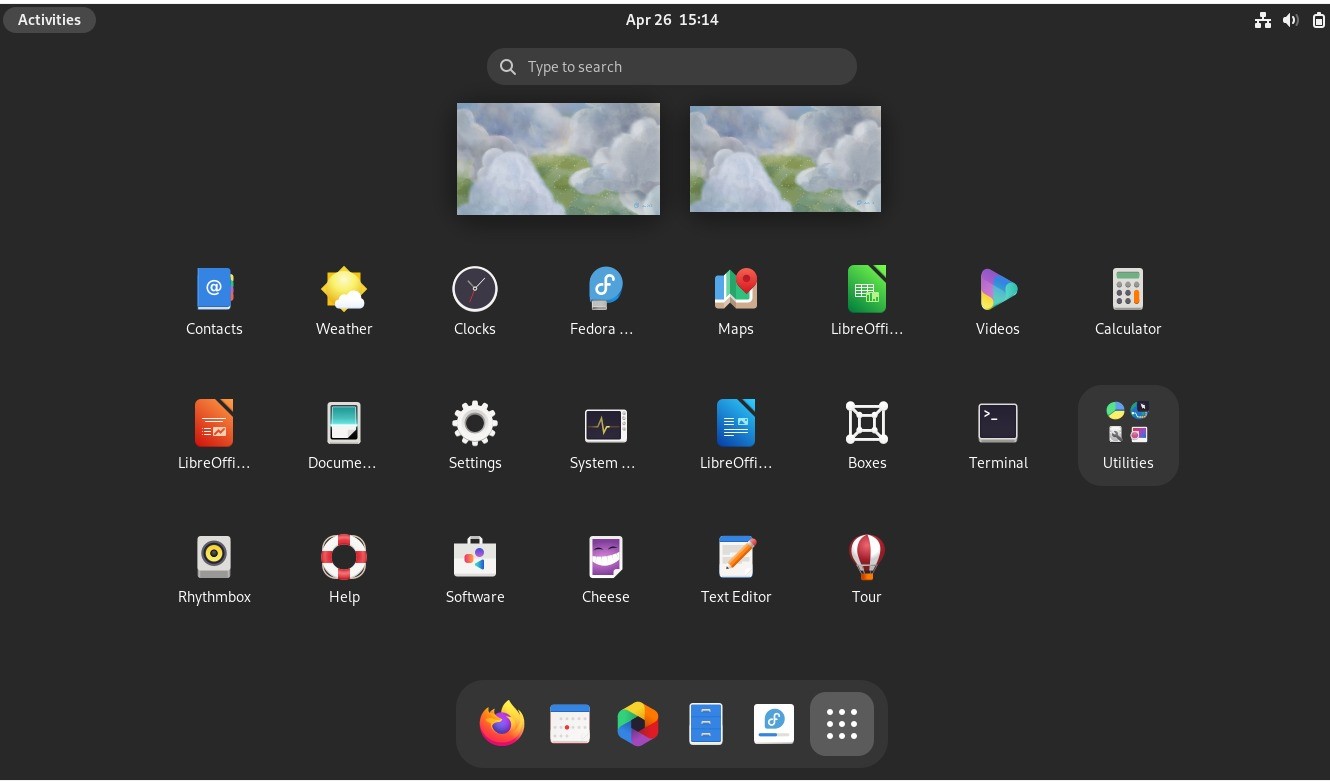 Activities
Apr 26 15:14
Type to search
Contacts
Weather
Clocks
Fedora ...
Maps
LibreOffi...
Videos
Calculator
LibreOffi...
Docume...
Settings
System ...
LibreOffi...
Boxes
Terminal
Utilities
Rhythmbox
Help
Software
Cheese
Text Editor
Tour